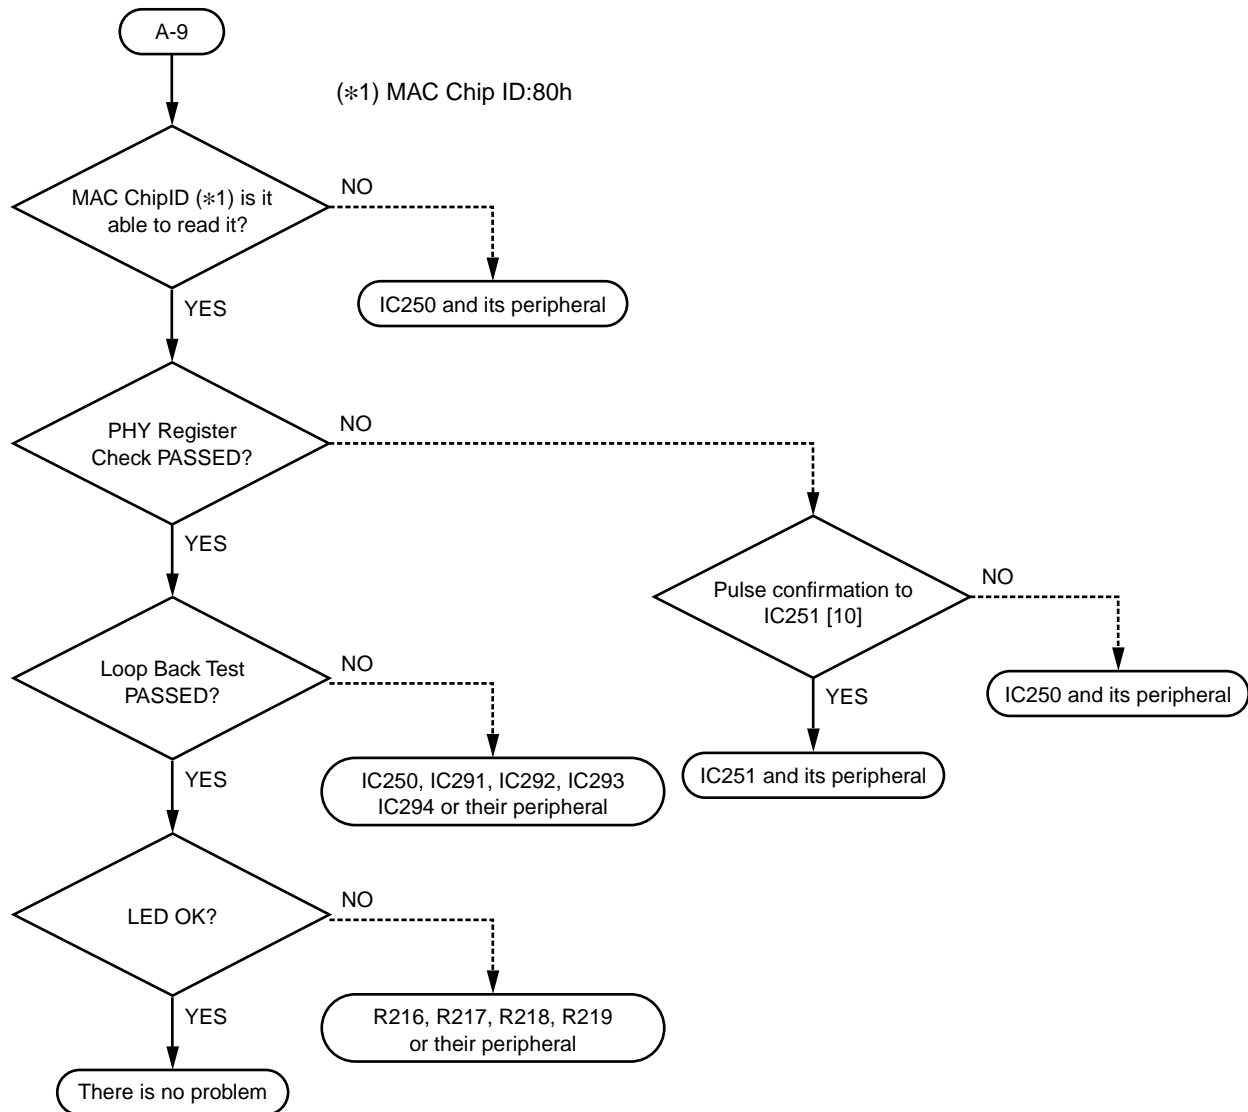 A-9
(*1) MAC Chip ID:80h
MAC ChipID (*1) is it
able to read it?
NO
IC250 and its peripheral
YES
PHY Register
Check PASSED?
NO
YES
Pulse confirmation to
IC251 [10]
NO
IC250 and its peripheral
YES
IC251 and its peripheral
Loop Back Test
PASSED?
NO
IC250, IC291, IC292, IC293
IC294 or their peripheral
YES
LED OK?
NO
R216, R217, R218, R219
or their peripheral
YES
There is no problem